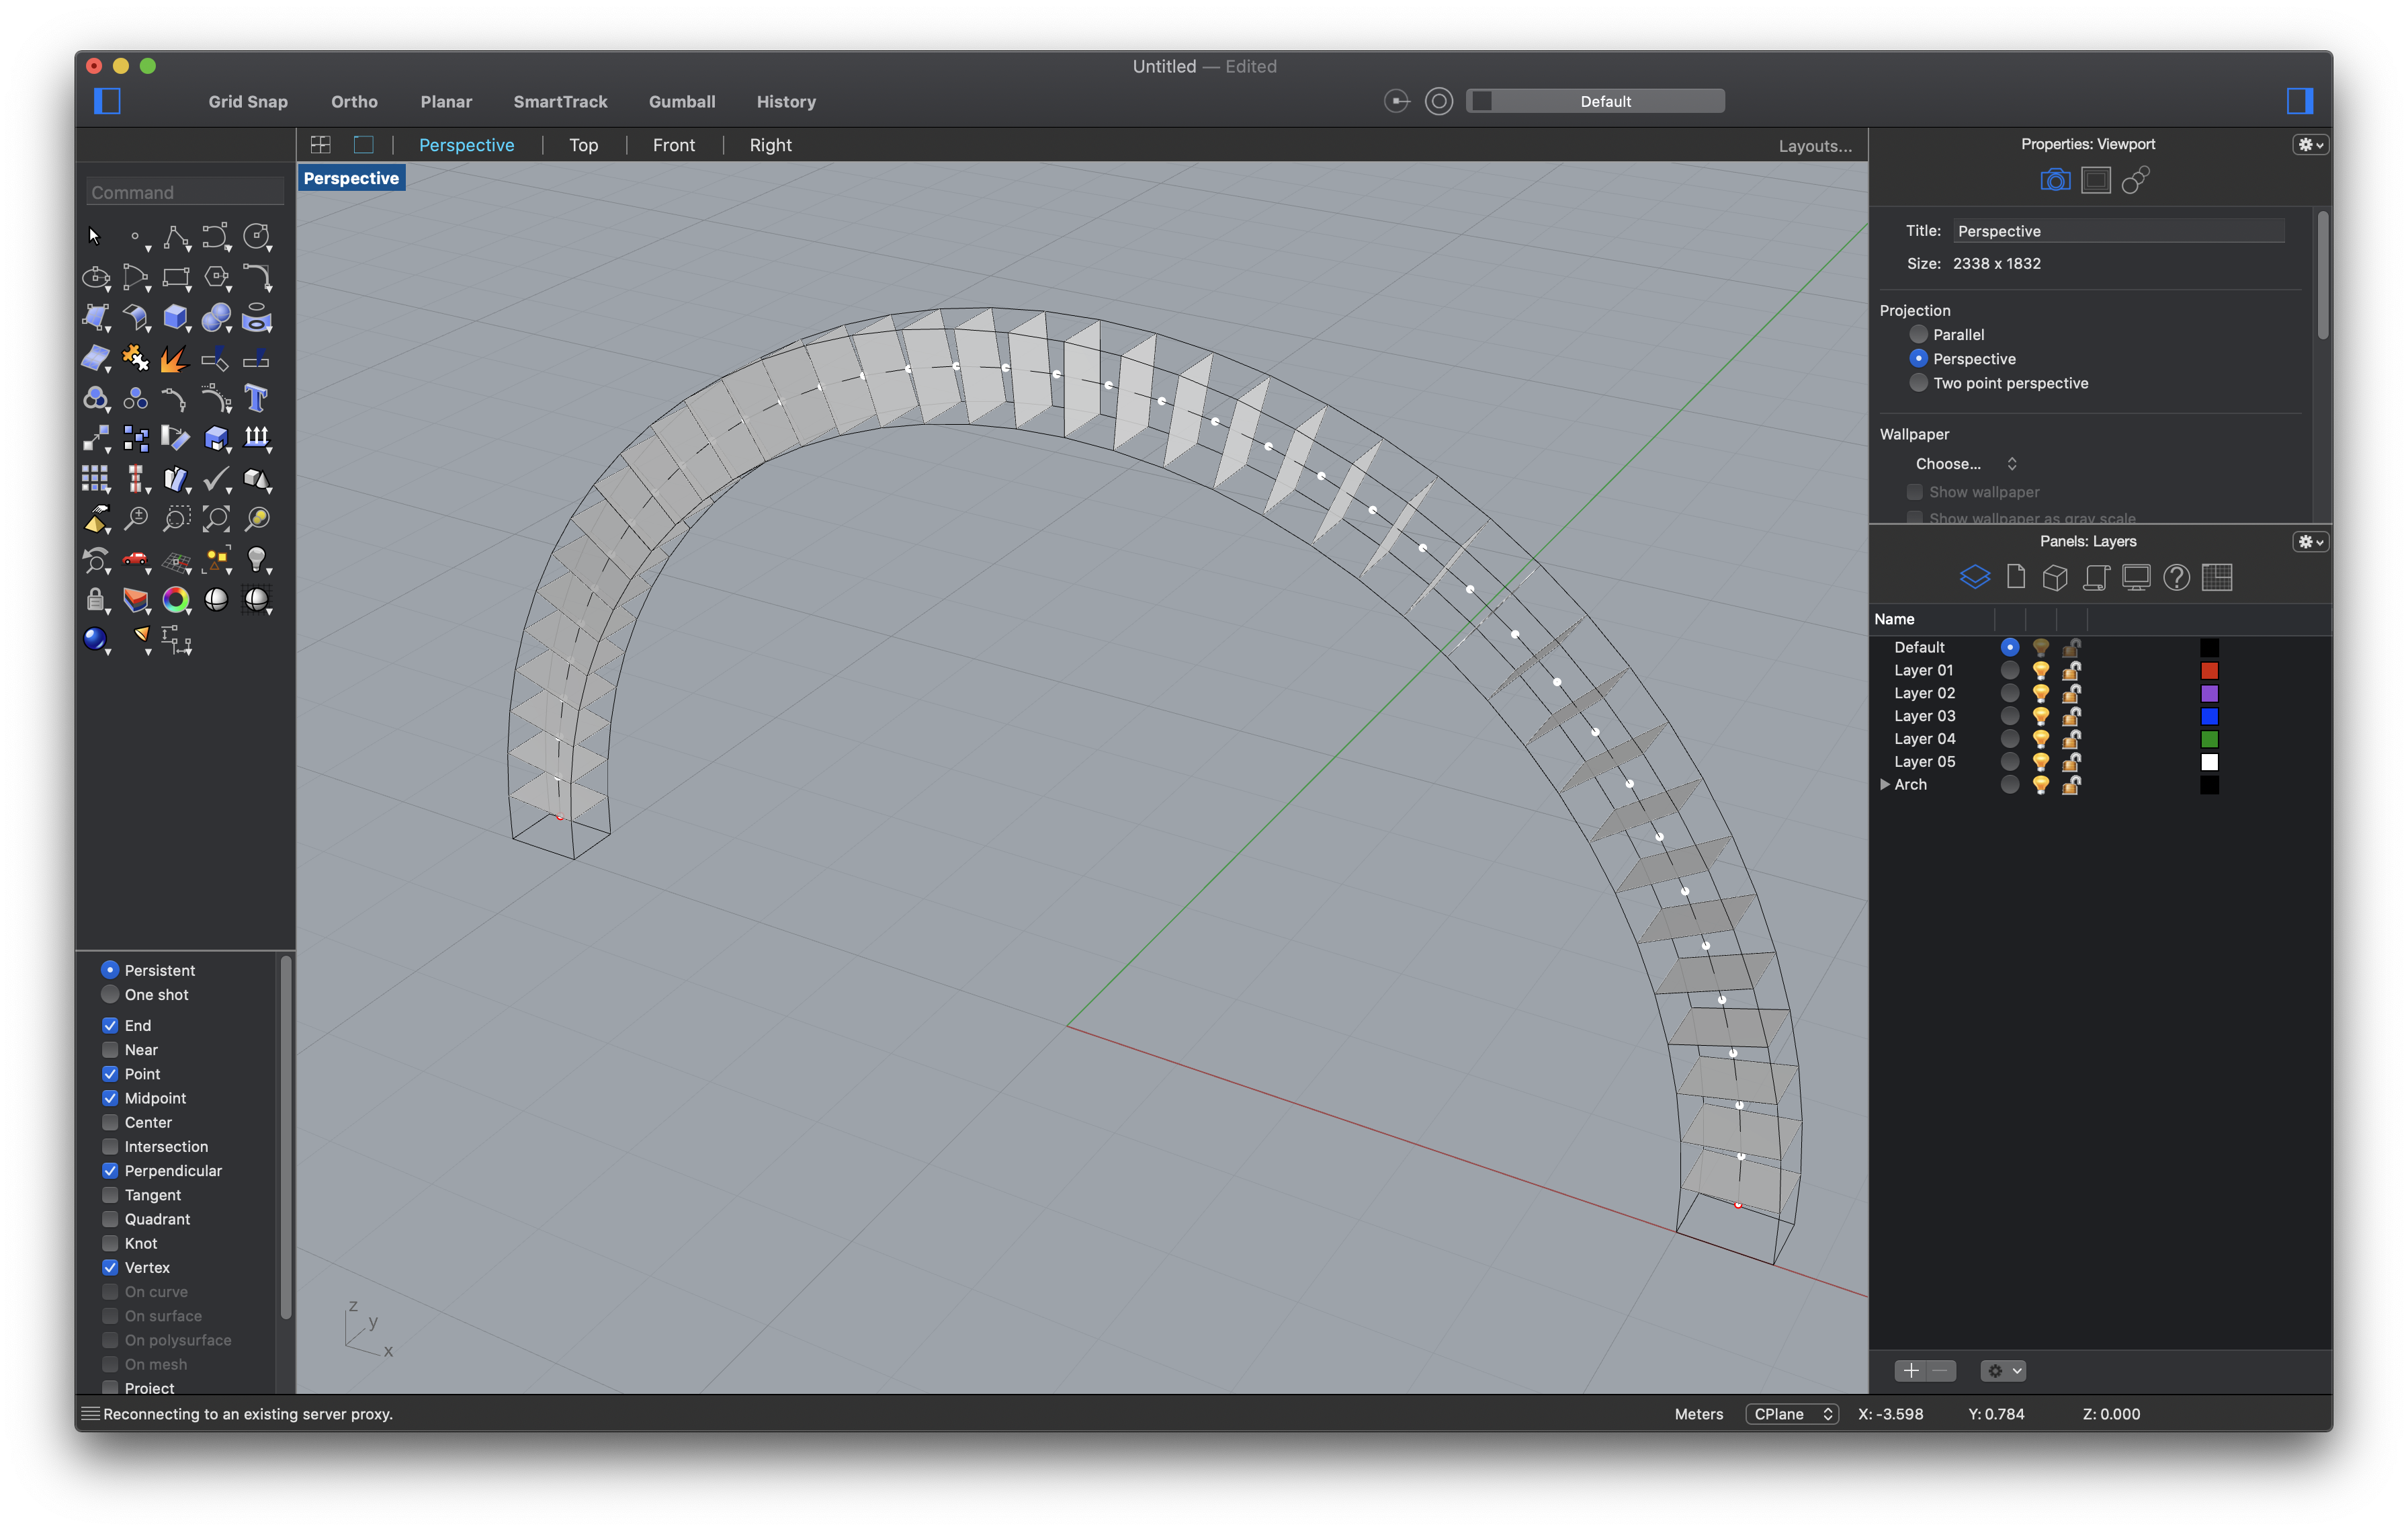 Untitled — Edited
Grid Snap Ortho Planar SmartTrack Gumball History Default
Perspective Top Front Right Layouts...
Perspective
Command
z
y
x
Persistent
One shot
End
Near
Point
Midpoint
Center
Intersection
Perpendicular
Tangent
Quadrant
Knot
Vertex
On curve
On surface
On polysurface
On mesh
Project
Properties: Viewport
Title: Perspective
Size: 2338 x 1832
Projection
Parallel
Perspective
Two point perspective
Wallpaper
Choose...
Show wallpaper
Show wallpaper as gray scale
Panels: Layers
Name
Default
Layer 01
Layer 02
Layer 03
Layer 04
Layer 05
Arch
Reconnecting to an existing server proxy.
Meters CPlane X: -3.598 Y: 0.784 Z: 0.000